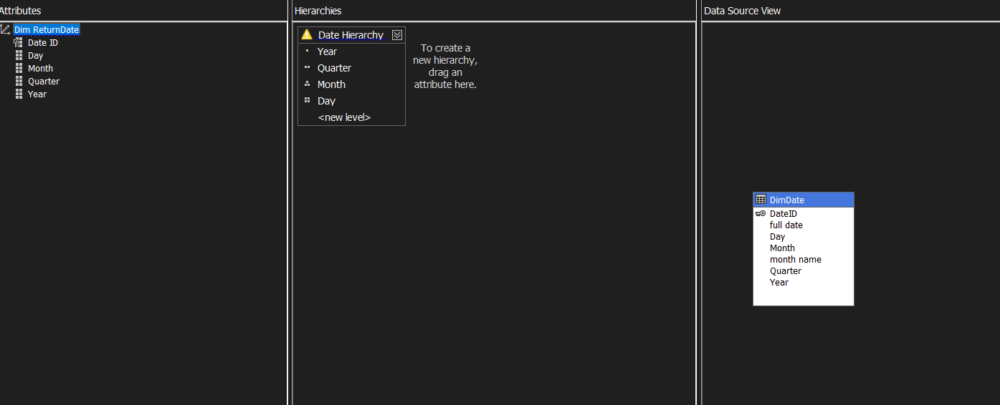 Attributes
Dim ReturnDate
Date ID
Day
Month
Quarter
Year
Hierarchies
Date Hierarchy
Year
Quarter
Month
Day
<new level>
To create a
new hierarchy,
drag an
attribute here.
Data Source View
DimDate
DateID
full date
Day
Month
month name
Quarter
Year